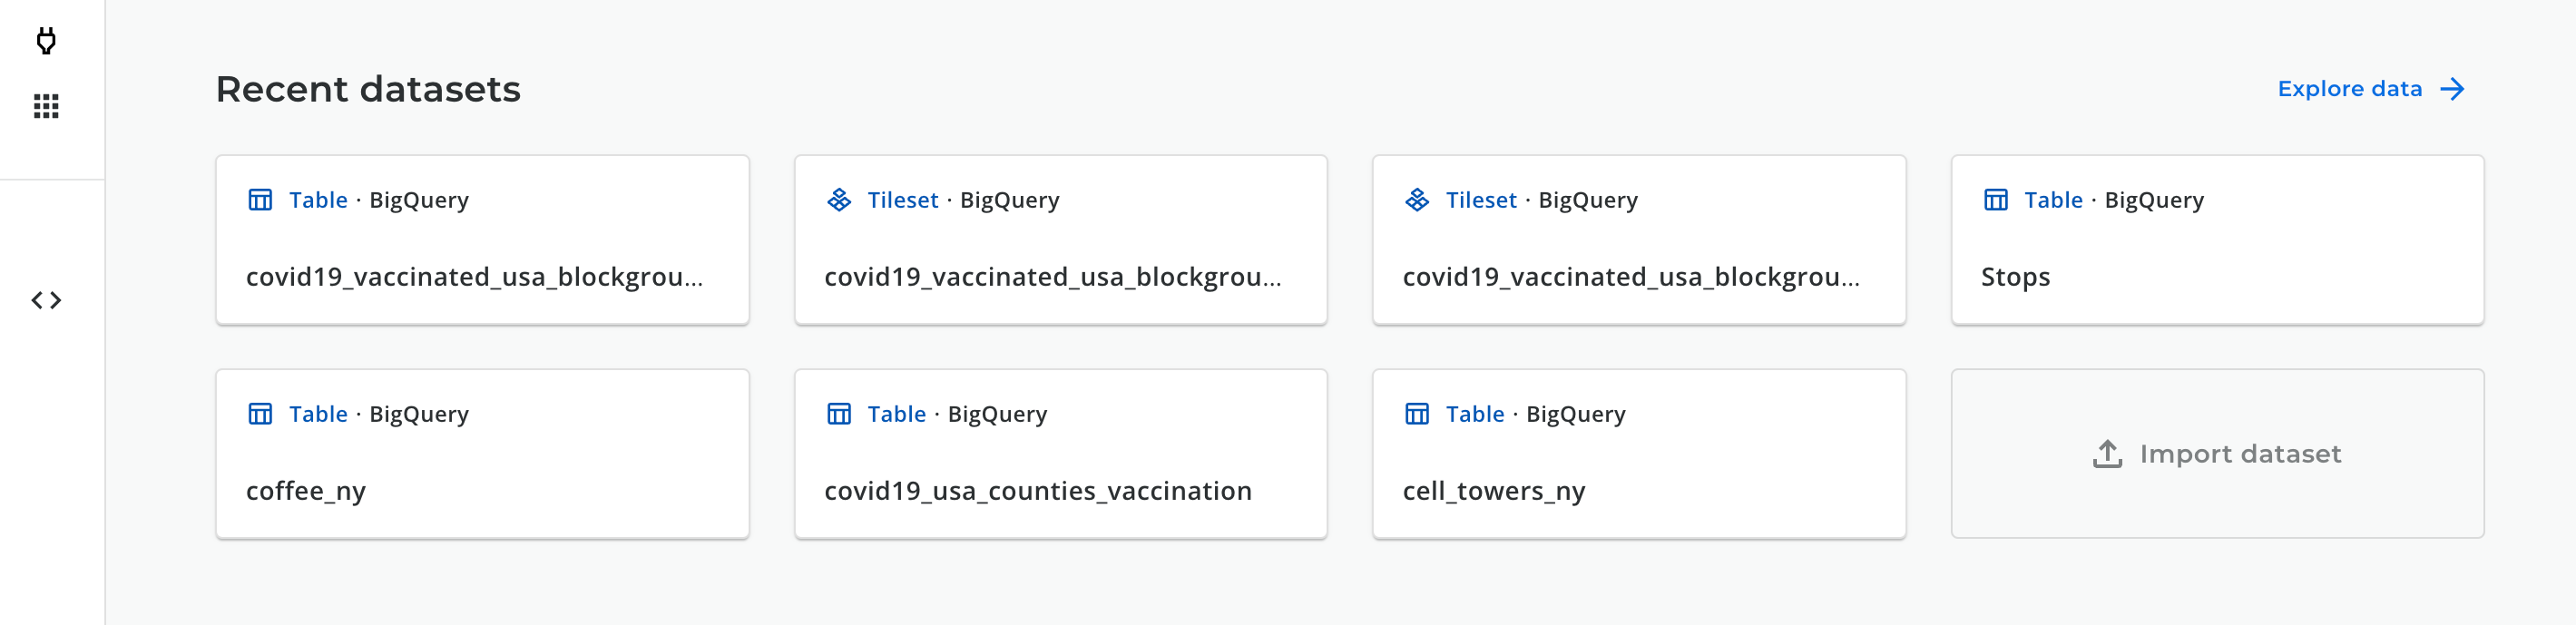 Recent datasets
Explore data
Table · BigQuery
covid19_vaccinated_usa_blockgrou...
Tileset · BigQuery
covid19_vaccinated_usa_blockgrou...
Tileset · BigQuery
covid19_vaccinated_usa_blockgrou...
Table · BigQuery
Stops
Table · BigQuery
coffee_ny
Table · BigQuery
covid19_usa_counties_vaccination
Table · BigQuery
cell_towers_ny
Import dataset